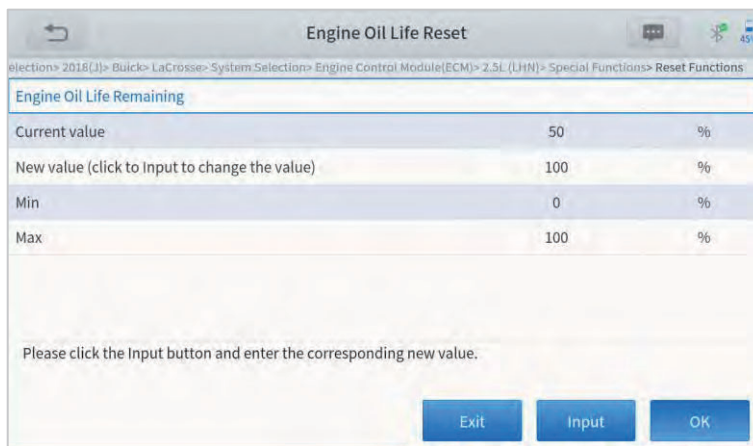 Engine Oil Life Reset
45%
election> 2018(J)> Buick> LaCrosse> System Selection> Engine Control Module(ECM)> 2.5L (LHN)> Special Functions> Reset Functions
Engine Oil Life Remaining
Current value 50 %
New value (click to Input to change the value) 100 %
Min 0 %
Max 100 %
Please click the Input button and enter the corresponding new value.
Exit Input OK